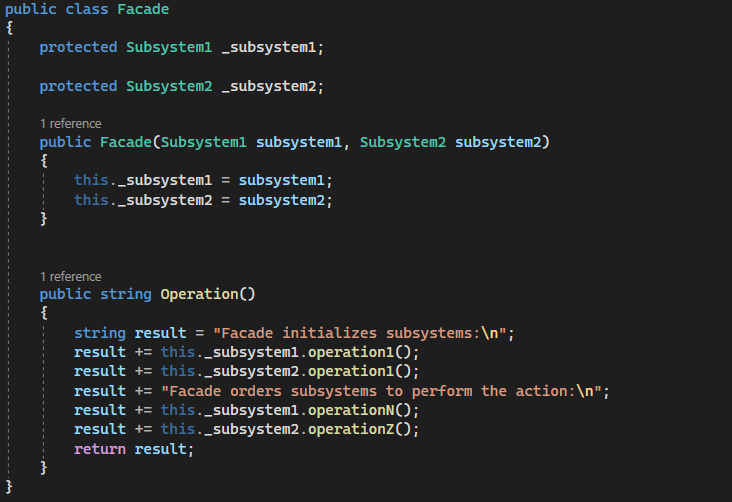 public class Facade
{
protected Subsystem1 _subsystem1;
protected Subsystem2 _subsystem2;
1 reference
public Facade(Subsystem1 subsystem1, Subsystem2 subsystem2)
{
this._subsystem1 = subsystem1;
this._subsystem2 = subsystem2;
}
1 reference
public string Operation()
{
string result = "Facade initializes subsystems:\n";
result += this._subsystem1.operation1();
result += this._subsystem2.operation1();
result += "Facade orders subsystems to perform the action:\n";
result += this._subsystem1.operationN();
result += this._subsystem2.operationZ();
return result;
}
}